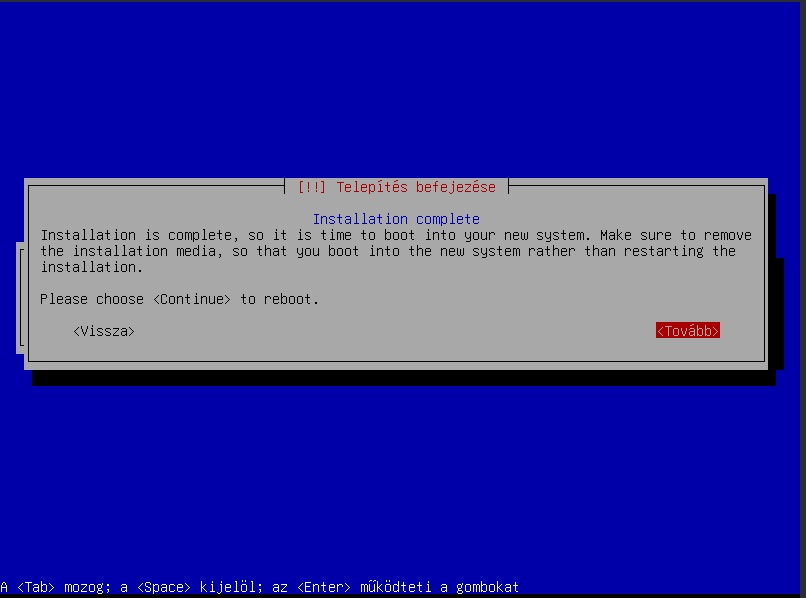 [!!] Telepítés befejezése
Installation complete
Installation is complete, so it is time to boot into your new system. Make sure to remove
the installation media, so that you boot into the new system rather than restarting the
installation.
Please choose <Continue> to reboot.
<Vissza> <Tovább>
A <Tab> mozog; a <Space> kijelöl; az <Enter> működteti a gombokat